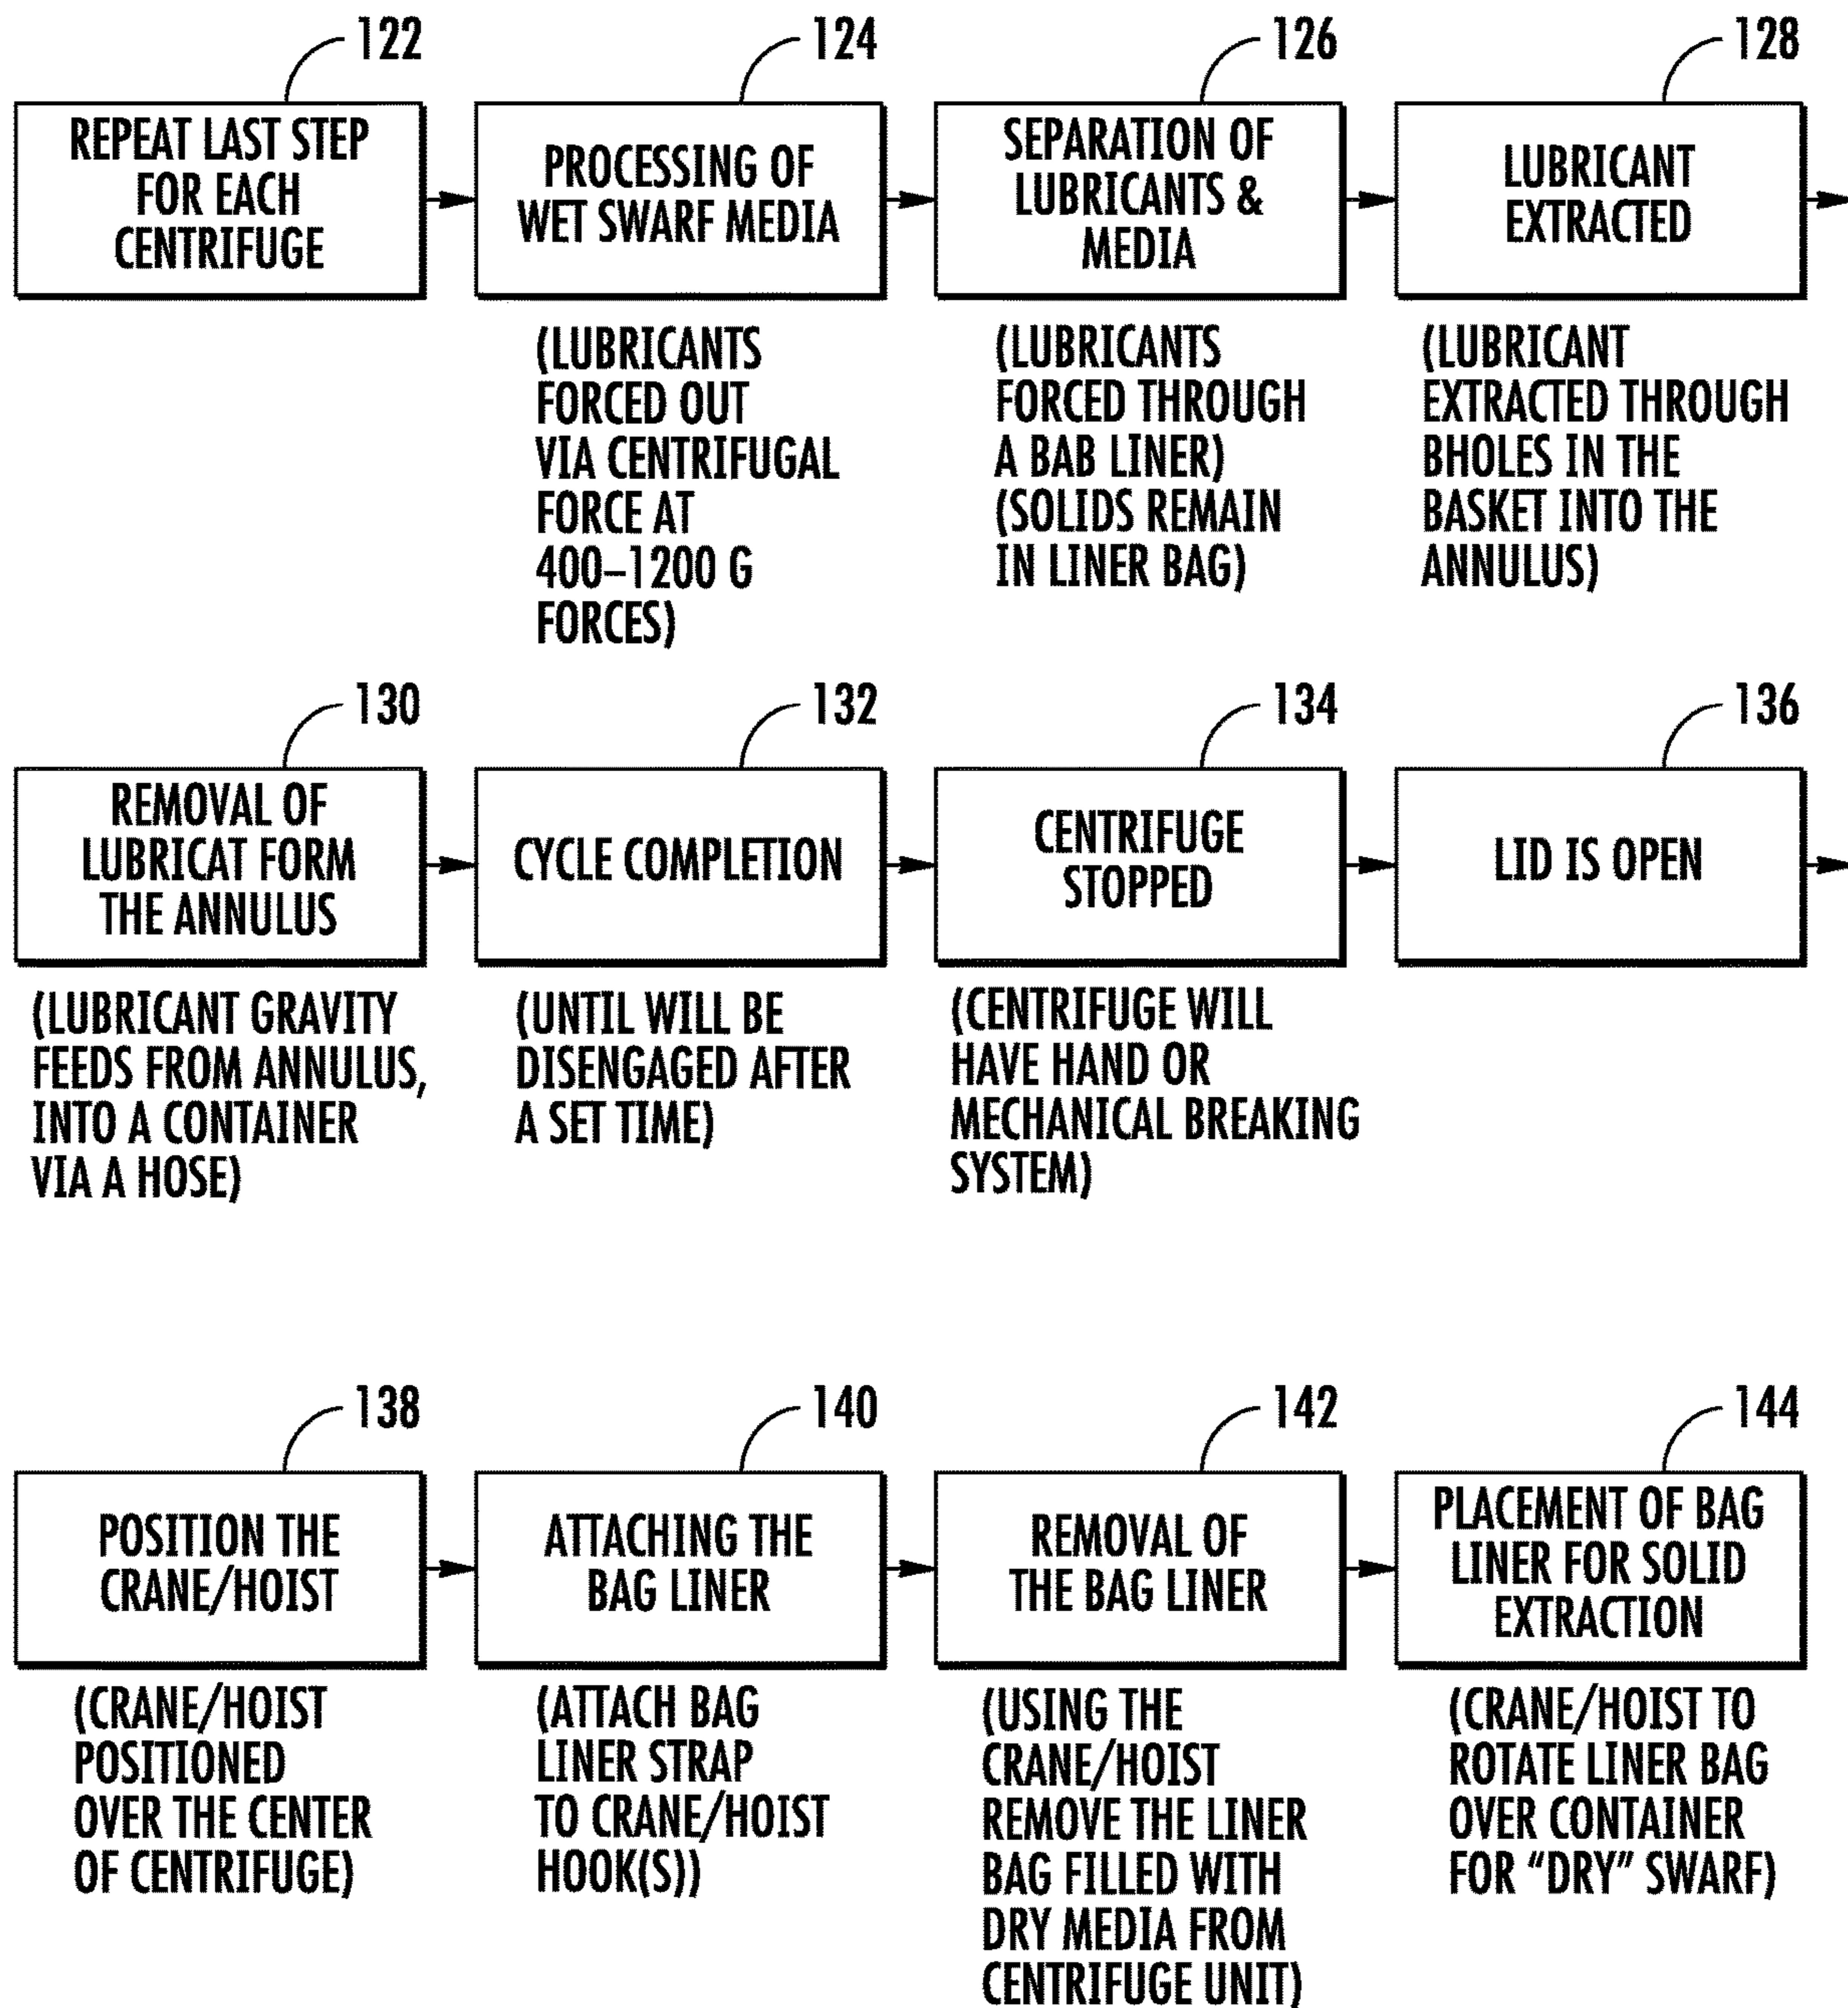 122
REPEAT LAST STEP
FOR EACH
CENTRIFUGE
124
PROCESSING OF
WET SWARF MEDIA
(LUBRICANTS
FORCED OUT
VIA CENTRIFUGAL
FORCE AT
400–1200 G
FORCES)
126
SEPARATION OF
LUBRICANTS &
MEDIA
(LUBRICANTS
FORCED THROUGH
A BAB LINER)
(SOLIDS REMAIN
IN LINER BAG)
128
LUBRICANT
EXTRACTED
(LUBRICANT
EXTRACTED THROUGH
BHOLES IN THE
BASKET INTO THE
ANNULUS)
130
REMOVAL OF
LUBRICAT FORM
THE ANNULUS
(LUBRICANT GRAVITY
FEEDS FROM ANNULUS,
INTO A CONTAINER
VIA A HOSE)
132
CYCLE COMPLETION
(UNTIL WILL BE
DISENGAGED AFTER
A SET TIME)
134
CENTRIFUGE
STOPPED
(CENTRIFUGE WILL
HAVE HAND OR
MECHANICAL BREAKING
SYSTEM)
136
LID IS OPEN
138
POSITION THE
CRANE/HOIST
(CRANE/HOIST
POSITIONED
OVER THE CENTER
OF CENTRIFUGE)
140
ATTACHING THE
BAG LINER
(ATTACH BAG
LINER STRAP
TO CRANE/HOIST
HOOK(S))
142
REMOVAL OF
THE BAG LINER
(USING THE
CRANE/HOIST
REMOVE THE LINER
BAG FILLED WITH
DRY MEDIA FROM
CENTRIFUGE UNIT)
144
PLACEMENT OF BAG
LINER FOR SOLID
EXTRACTION
(CRANE/HOIST TO
ROTATE LINER BAG
OVER CONTAINER
FOR “DRY” SWARF)